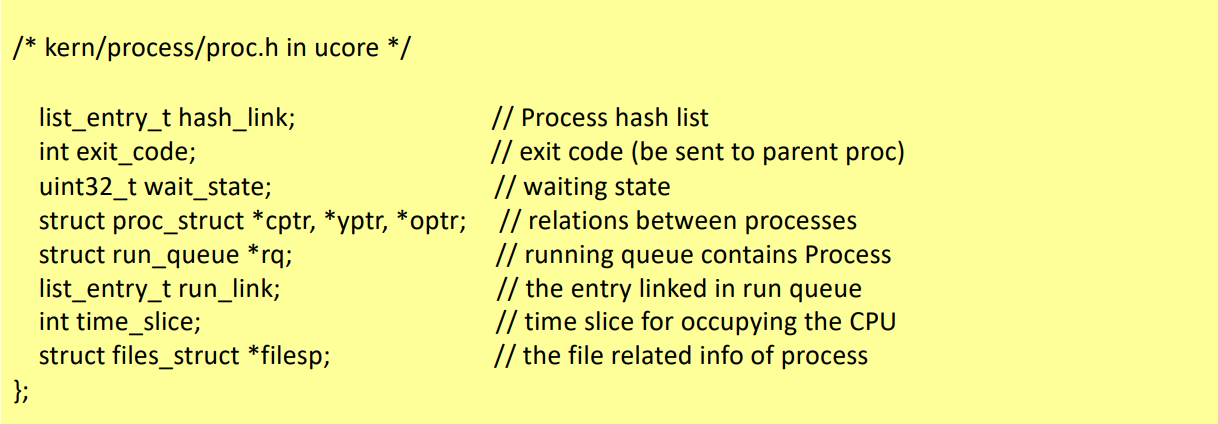 /* kern/process/proc.h in ucore */
list_entry_t hash_link; // Process hash list
int exit_code; // exit code (be sent to parent proc)
uint32_t wait_state; // waiting state
struct proc_struct *cptr, *yptr, *optr; // relations between processes
struct run_queue *rq; // running queue contains Process
list_entry_t run_link; // the entry linked in run queue
int time_slice; // time slice for occupying the CPU
struct files_struct *filesp; // the file related info of process
};